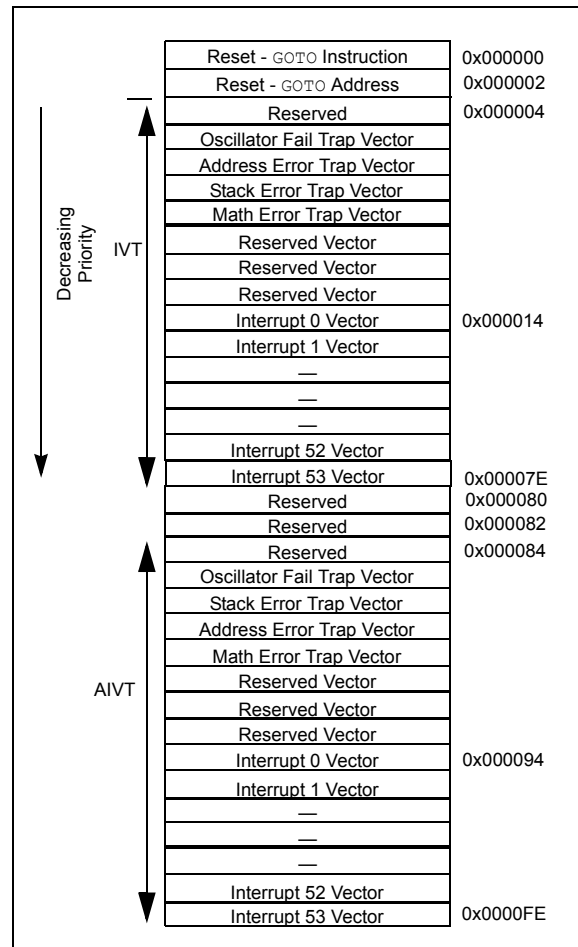 Reset - GOTO Instruction 0x000000
Reset - GOTO Address 0x000002
Reserved 0x000004
Oscillator Fail Trap Vector
Address Error Trap Vector
Stack Error Trap Vector
Math Error Trap Vector
Reserved Vector
Reserved Vector
Reserved Vector
Interrupt 0 Vector 0x000014
Interrupt 1 Vector
—
—
—
Interrupt 52 Vector
Interrupt 53 Vector 0x00007E
Reserved 0x000080
Reserved 0x000082
Reserved 0x000084
Oscillator Fail Trap Vector
Stack Error Trap Vector
Address Error Trap Vector
Math Error Trap Vector
Reserved Vector
Reserved Vector
Reserved Vector
Interrupt 0 Vector 0x000094
Interrupt 1 Vector
—
—
—
Interrupt 52 Vector
Interrupt 53 Vector 0x0000FE
Decreasing
Priority
IVT
AIVT